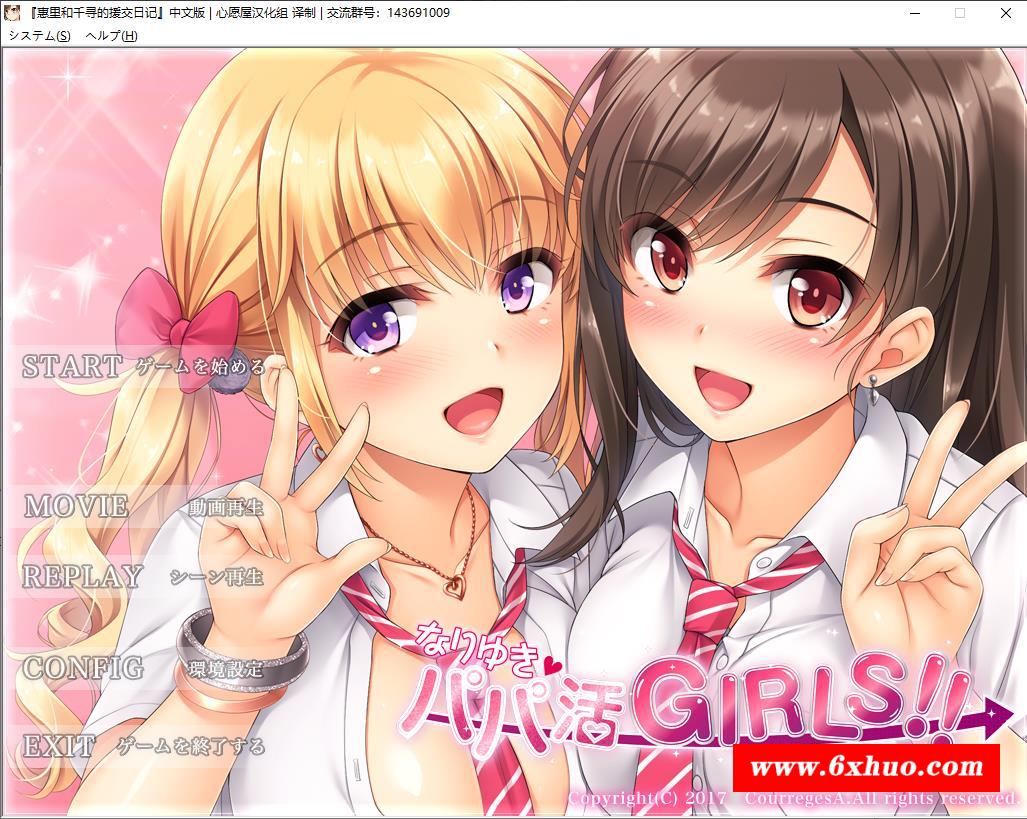 『惠里和千寻的援交日记』中文版 | 心愿屋汉化组 译制 | 交流群号：143691009
システム(S) ヘルプ(H)
START ゲームを始める
MOVIE 動画再生
REPLAY シーン再生
CONFIG 環境設定
EXIT ゲームを終了する
なりゆき
パパ活GIRLS!!
www.6xhuo.com
Copyright(C) 2017 CourregesA.All rights reserved.